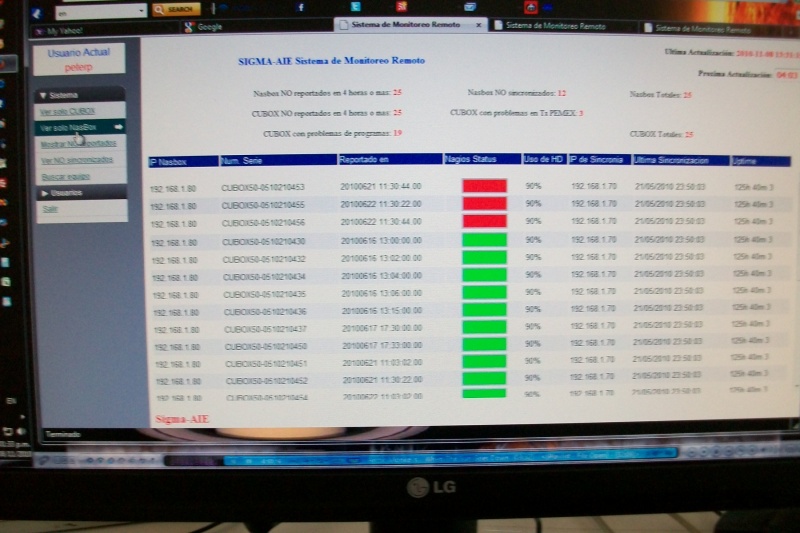 en
SEARCH
My Yahoo!
Google
Sistema de Monitoreo Remoto
Sistema de Monitoreo Remoto
Sistema de Monitoreo Remoto
Usuario Actual
pelerp
Sistema
Ver solo CUBOX
Ver solo NasBox
Mostrar NO reportados
Ver NO sincronizados
Buscar equipo
Usuarios
Salir
SIGMA-AIE Sistema de Monitoreo Remoto
Ultima Actualización:
Proxima Actualización: 04:03
Nasbox NO reportados en 4 horas o mas: 25
Nasbox NO sincronizados: 12
Nasbox Totales: 25
CUBOX NO reportados en 4 horas o mas: 25
CUBOX con problemas en Tx PEMEX: 3
CUBOX con problemas de programas: 19
CUBOX Totales: 25
IP Nasbox Num. Serie Reportado en Nagios Status Uso de HD IP de Sincronia Ultima Sincronizacion Uptime
192.168.1.80 CUBOX50-0510210453 20100621 11:30:44.00 90% 192.168.1.70 21/05/2010 23:50:03 125h 40m 3
192.168.1.80 CUBOX50-0510210455 20100622 11:30:22.00 90% 192.168.1.70 21/05/2010 23:50:03 125h 40m 3
192.168.1.80 CUBOX50-0510210456 20100622 11:30:44.00 90% 192.168.1.70 21/05/2010 23:50:03 125h 40m 3
192.168.1.80 CUBOX50-0510210430 20100616 13:00:00.00 90% 192.168.1.70 21/05/2010 23:50:03 125h 40m 3
192.168.1.80 CUBOX50-0510210432 20100616 13:02:00.00 90% 192.168.1.70 21/05/2010 23:50:03 125h 40m 3
192.168.1.80 CUBOX50-0510210434 20100616 13:04:00.00 90% 192.168.1.70 21/05/2010 23:50:03 125h 40m 3
192.168.1.80 CUBOX50-0510210435 20100616 13:06:00.00 90% 192.168.1.70 21/05/2010 23:50:03 125h 40m 3
192.168.1.80 CUBOX50-0510210436 20100616 13:15:00.00 90% 192.168.1.70 21/05/2010 23:50:03 125h 40m 3
192.168.1.80 CUBOX50-0510210437 20100617 17:30:00.00 90% 192.168.1.70 21/05/2010 23:50:03 125h 40m 3
192.168.1.80 CUBOX50-0510210450 20100617 17:33:00.00 90% 192.168.1.70 21/05/2010 23:50:03 125h 40m 3
192.168.1.80 CUBOX50-0510210451 20100621 11:03:02.00 90% 192.168.1.70 21/05/2010 23:50:03 125h 40m 3
192.168.1.80 CUBOX50-0510210452 20100621 11:30:22.00 90% 192.168.1.70 21/05/2010 23:50:03 125h 40m 3
192.168.1.80 CUBOX50-0510210454 20100622 11:03:02.00 90% 192.168.1.70 21/05/2010 23:50:03 125h 40m 3
Sigma-AIE
EN
Terminado
LG